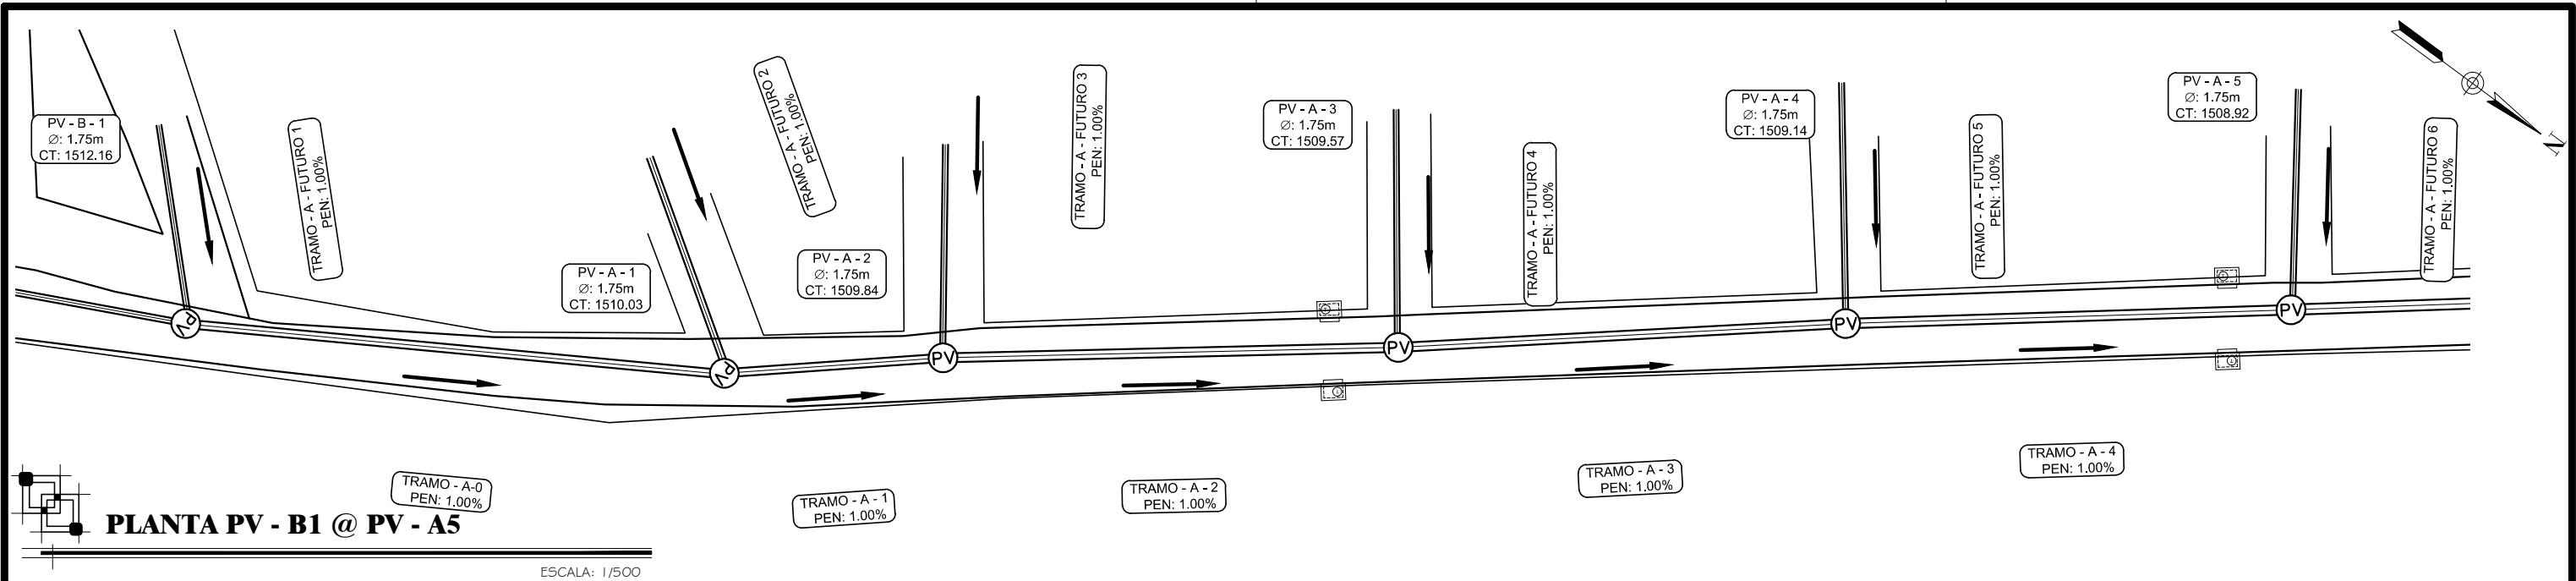 PV - B - 1
Ø: 1.75m
CT: 1512.16
TRAMO - A - FUTURO 1
PEN: 1.00%
PV - A - 1
Ø: 1.75m
CT: 1510.03
TRAMO - A - FUTURO 2
PEN: 1.00%
PV - A - 2
Ø: 1.75m
CT: 1509.84
TRAMO - A - FUTURO 3
PEN: 1.00%
PV - A - 3
Ø: 1.75m
CT: 1509.57
TRAMO - A - FUTURO 4
PEN: 1.00%
PV - A - 4
Ø: 1.75m
CT: 1509.14
TRAMO - A - FUTURO 5
PEN: 1.00%
PV - A - 5
Ø: 1.75m
CT: 1508.92
TRAMO - A - FUTURO 6
PEN: 1.00%
N
PV
PV
PV
PV
PV
PV
TRAMO - A-0
PEN: 1.00%
TRAMO - A - 1
PEN: 1.00%
TRAMO - A - 2
PEN: 1.00%
TRAMO - A - 3
PEN: 1.00%
TRAMO - A - 4
PEN: 1.00%
PLANTA PV - B1 @ PV - A5
ESCALA: 1/500